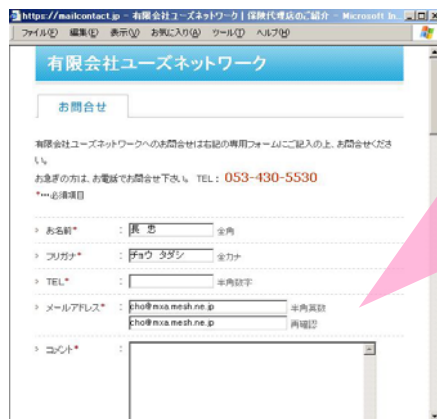 https://mailcontact.jp - 有限会社ユーズネットワーク | 保険代理店のご紹介 - Microsoft In...
ファイル(F) 編集(E) 表示(V) お気に入り(A) ツール(T) ヘルプ(H)
有限会社ユーズネットワーク
お問合せ
有限会社ユーズネットワークへのお問合せは右記の専用フォームにご記入の上、お問合せくださ
い。
お急ぎの方は、お電話でお問合せ下さい。 TEL : 053-430-5530
*…必須項目
> お名前* : 長 忠 全角
> フリガナ* : チョウ タダシ 全カナ
> TEL* : 半角数字
> メールアドレス* : cho@mxa.mesh.ne.jp 半角英数
cho@mxa.mesh.ne.jp 再確認
> コメント* :